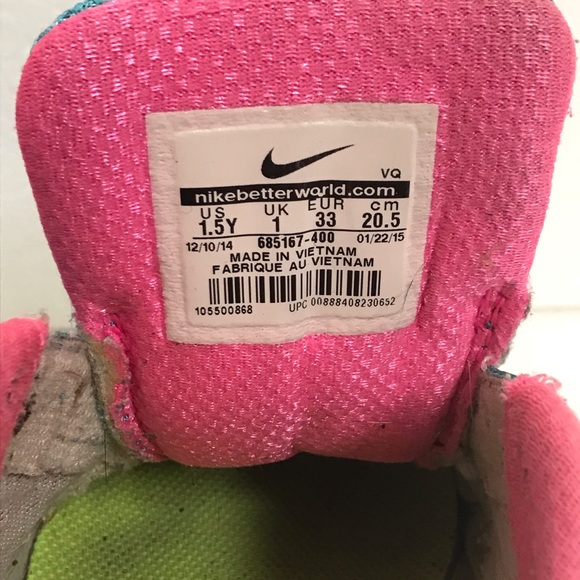 VQ
nikebetterworld.com
US UK EUR cm
1.5Y 1 33 20.5
12/10/14 685167-400 01/22/15
MADE IN VIETNAM
FABRIQUE AU VIETNAM
105500868 UPC 00888408230652